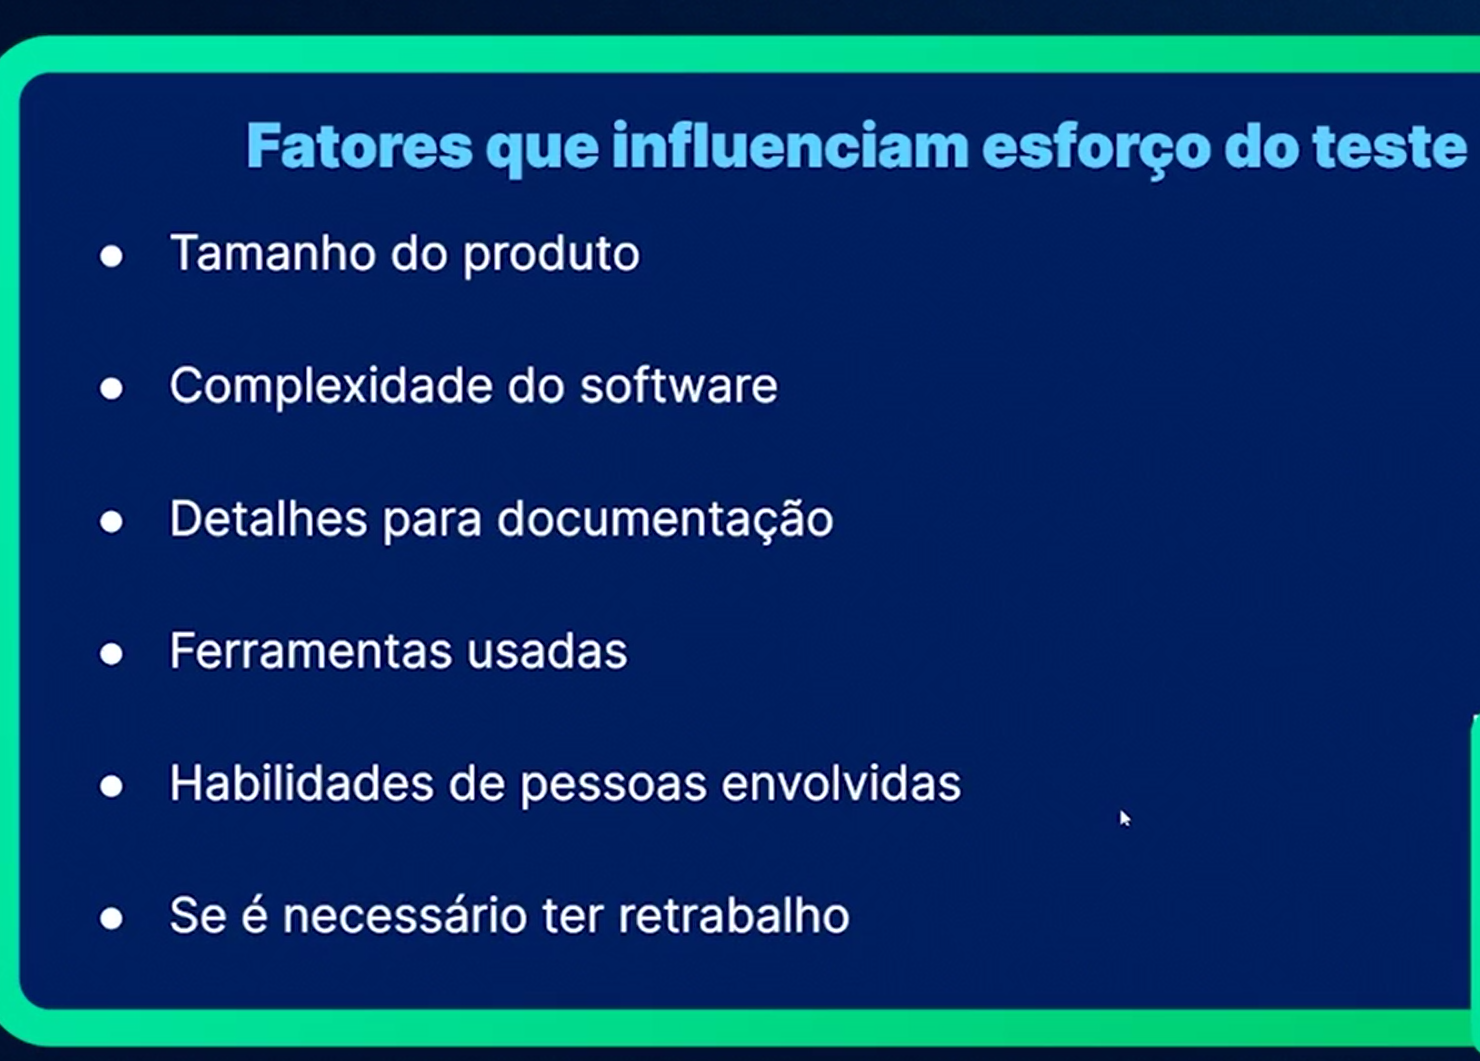 Fatores que influenciam esforço do teste
● Tamanho do produto
● Complexidade do software
● Detalhes para documentação
● Ferramentas usadas
● Habilidades de pessoas envolvidas
● Se é necessário ter retrabalho